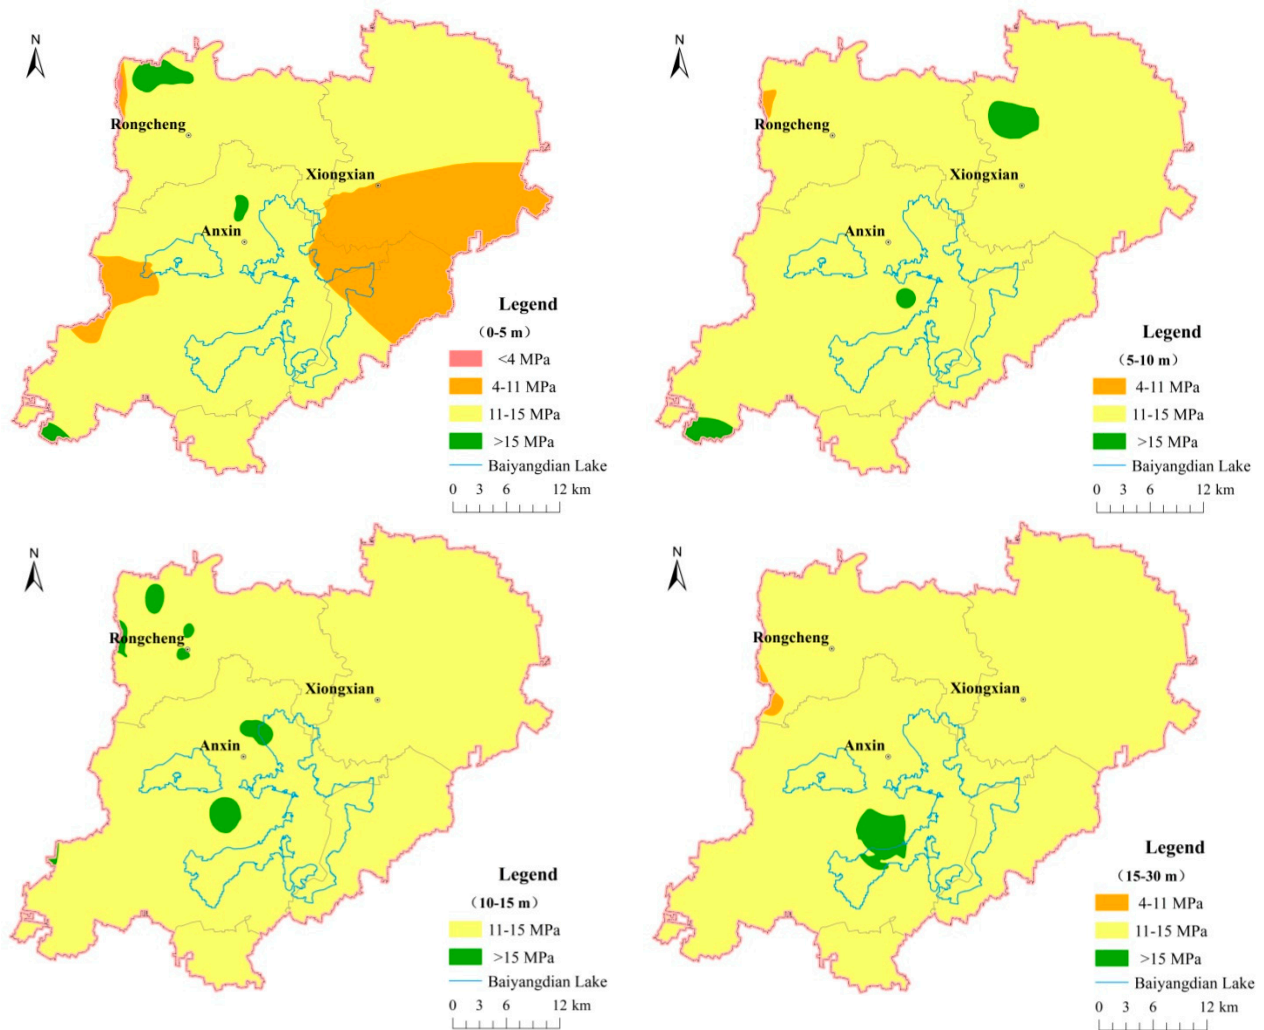 N
Rongcheng
Xiongxian
Anxin
Legend
（0-5 m）
<4 MPa
4-11 MPa
11-15 MPa
>15 MPa
Baiyangdian Lake
0 3 6 12 km
N
Rongcheng
Xiongxian
Anxin
Legend
（5-10 m）
4-11 MPa
11-15 MPa
>15 MPa
Baiyangdian Lake
0 3 6 12 km
N
Rongcheng
Xiongxian
Anxin
Legend
（10-15 m）
11-15 MPa
>15 MPa
Baiyangdian Lake
0 3 6 12 km
N
Rongcheng
Xiongxian
Anxin
Legend
（15-30 m）
4-11 MPa
11-15 MPa
>15 MPa
Baiyangdian Lake
0 3 6 12 km